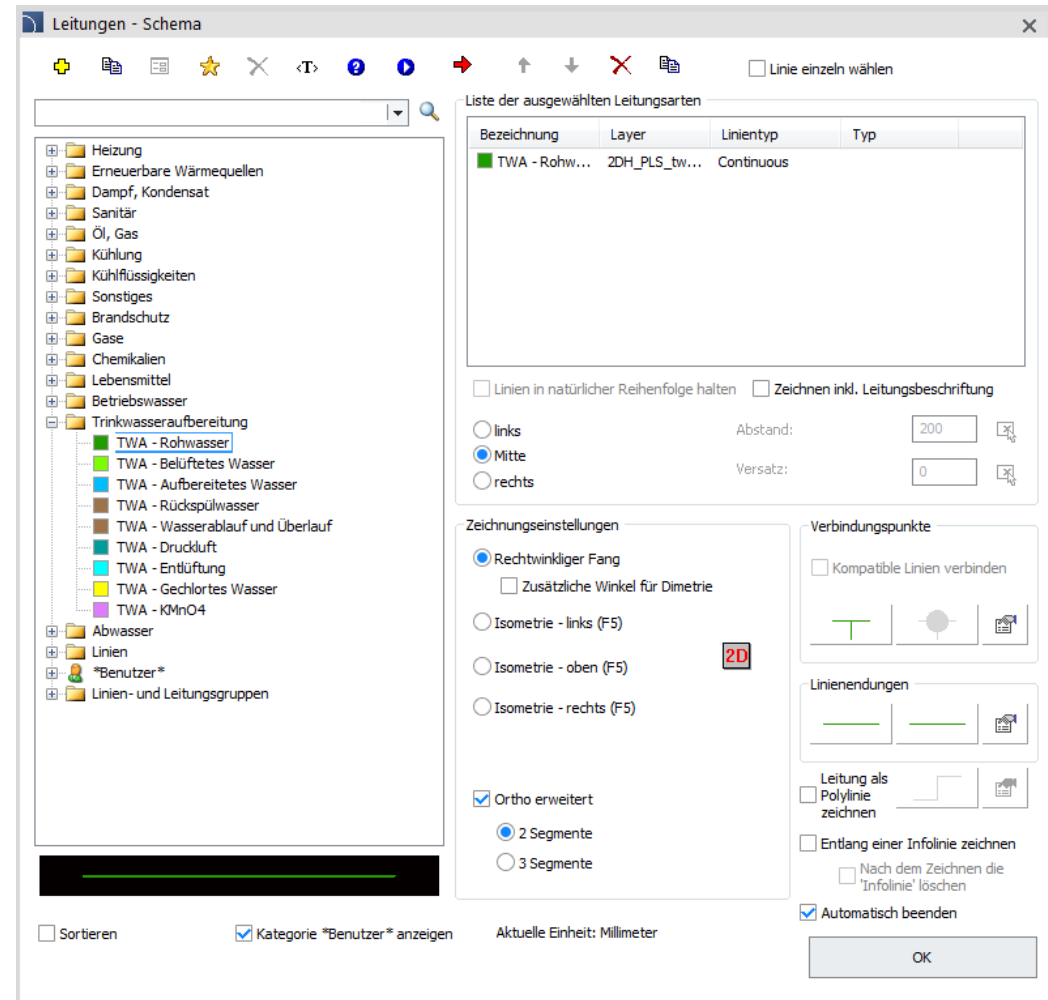 Leitungen - Schema
<T>
Linie einzeln wählen
Heizung
Erneuerbare Wärmequellen
Dampf, Kondensat
Sanitär
Öl, Gas
Kühlung
Kühlflüssigkeiten
Sonstiges
Brandschutz
Gase
Chemikalien
Lebensmittel
Betriebswasser
Trinkwasseraufbereitung
TWA - Rohwasser
TWA - Belüftetes Wasser
TWA - Aufbereitetes Wasser
TWA - Rückspülwasser
TWA - Wasserablauf und Überlauf
TWA - Druckluft
TWA - Entlüftung
TWA - Gechlortes Wasser
TWA - KMnO4
Abwasser
Linien
*Benutzer*
Linien- und Leitungsgruppen
Sortieren
Kategorie *Benutzer* anzeigen
Liste der ausgewählten Leitungsarten
Bezeichnung Layer Linientyp Typ
TWA - Rohw... 2DH_PLS_tw... Continuous
Linien in natürlicher Reihenfolge halten Zeichnen inkl. Leitungsbeschriftung
links
Mitte
rechts
Abstand: 200
Versatz: 0
Zeichnungseinstellungen
Rechtwinkliger Fang
Zusätzliche Winkel für Dimetrie
Isometrie - links (F5)
Isometrie - oben (F5)
Isometrie - rechts (F5)
2D
Ortho erweitert
2 Segmente
3 Segmente
Aktuelle Einheit: Millimeter
Verbindungspunkte
Kompatible Linien verbinden
Linienendungen
Leitung als
Polylinie
zeichnen
Entlang einer Infolinie zeichnen
Nach dem Zeichnen die
'Infolinie' löschen
Automatisch beenden
OK